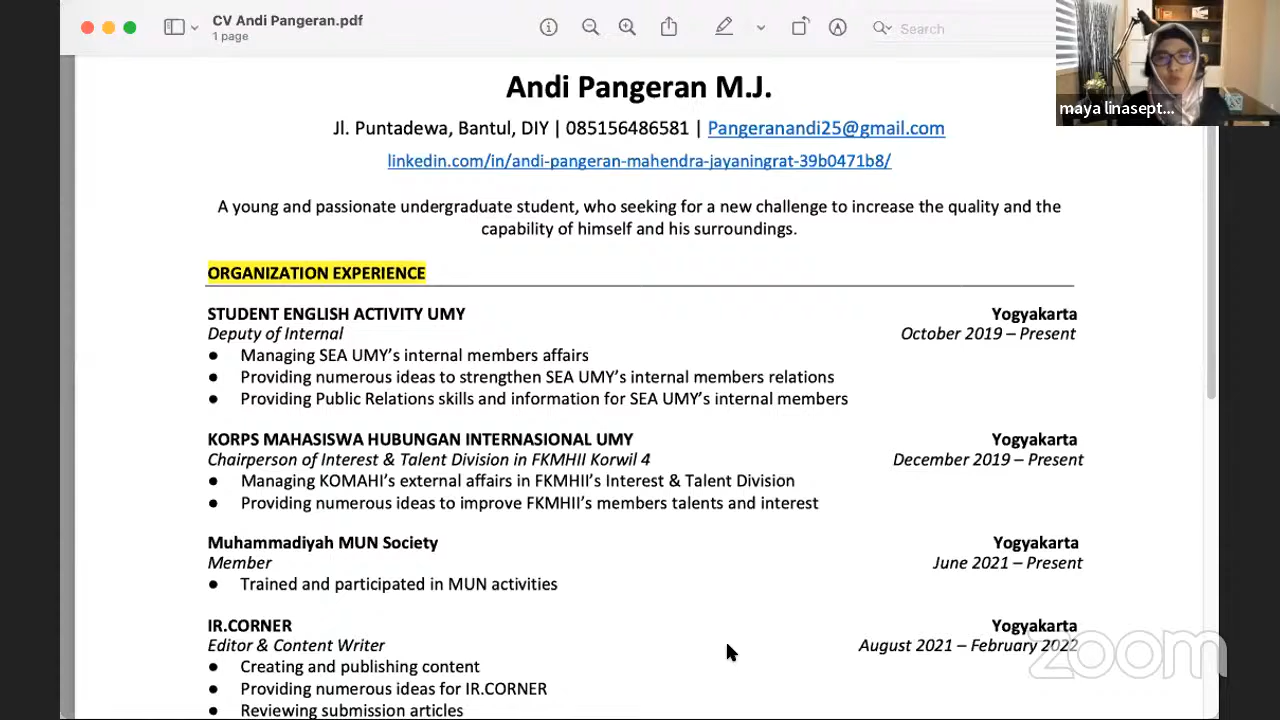 CV Andi Pangeran.pdf
1 page
Search
maya linasept...
Andi Pangeran M.J.
Jl. Puntadewa, Bantul, DIY | 085156486581 | Pangeranandi25@gmail.com
linkedin.com/in/andi-pangeran-mahendra-jayaningrat-39b0471b8/
A young and passionate undergraduate student, who seeking for a new challenge to increase the quality and the
capability of himself and his surroundings.
ORGANIZATION EXPERIENCE
STUDENT ENGLISH ACTIVITY UMY Yogyakarta
Deputy of Internal October 2019 – Present
● Managing SEA UMY's internal members affairs
● Providing numerous ideas to strengthen SEA UMY's internal members relations
● Providing Public Relations skills and information for SEA UMY's internal members
KORPS MAHASISWA HUBUNGAN INTERNASIONAL UMY Yogyakarta
Chairperson of Interest & Talent Division in FKMHII Korwil 4 December 2019 – Present
● Managing KOMAHI's external affairs in FKMHII's Interest & Talent Division
● Providing numerous ideas to improve FKMHII's members talents and interest
Muhammadiyah MUN Society Yogyakarta
Member June 2021 – Present
● Trained and participated in MUN activities
IR.CORNER Yogyakarta
Editor & Content Writer August 2021 – February 2022
● Creating and publishing content
● Providing numerous ideas for IR.CORNER
● Reviewing submission articles
zoom